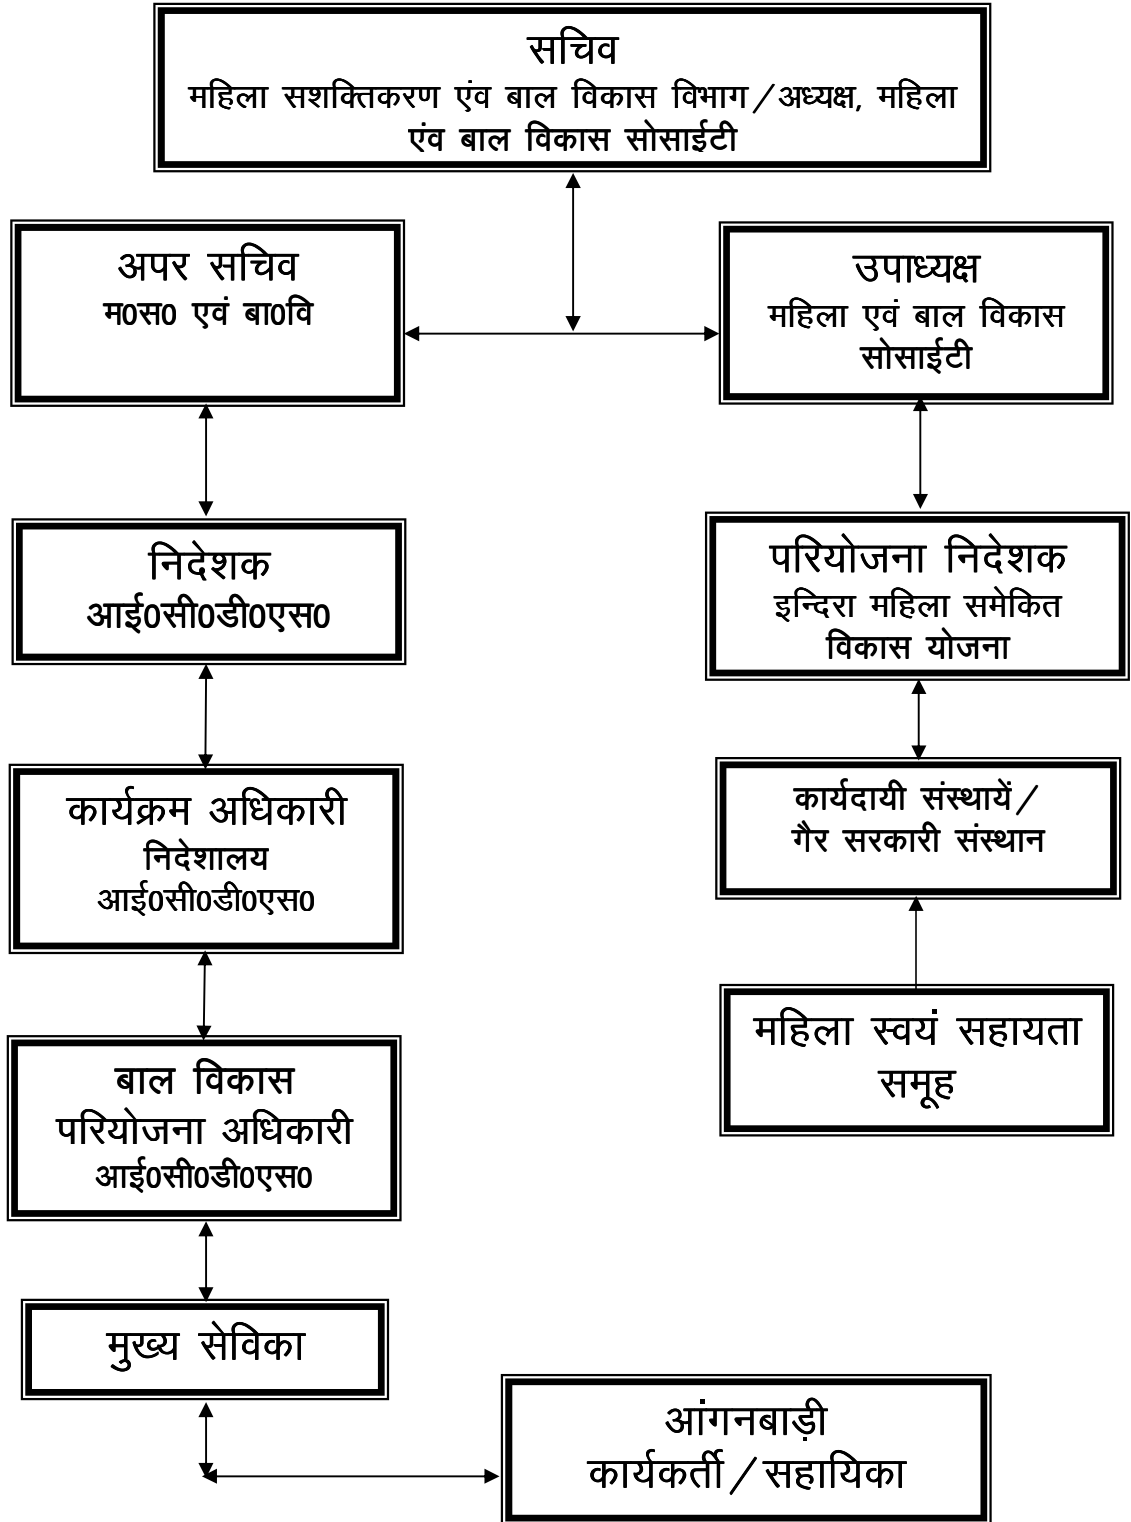 सचिव
महिला सशक्तिकरण एंव बाल विकास विभाग/अध्यक्ष, महिला
एंव बाल विकास सोसाईटी
अपर सचिव
म0स0 एवं बा0वि
उपाध्यक्ष
महिला एवं बाल विकास
सोसाईटी
निदेशक
आई0सी0डी0एस0
परियोजना निदेशक
इन्दिरा महिला समेकित
विकास योजना
कार्यक्रम अधिकारी
निदेशालय
आई0सी0डी0एस0
कार्यदायी संस्थायें/
गैर सरकारी संस्थान
महिला स्वयं सहायता
समूह
बाल विकास
परियोजना अधिकारी
आई0सी0डी0एस0
मुख्य सेविका
आंगनबाड़ी
कार्यकर्ती/सहायिका